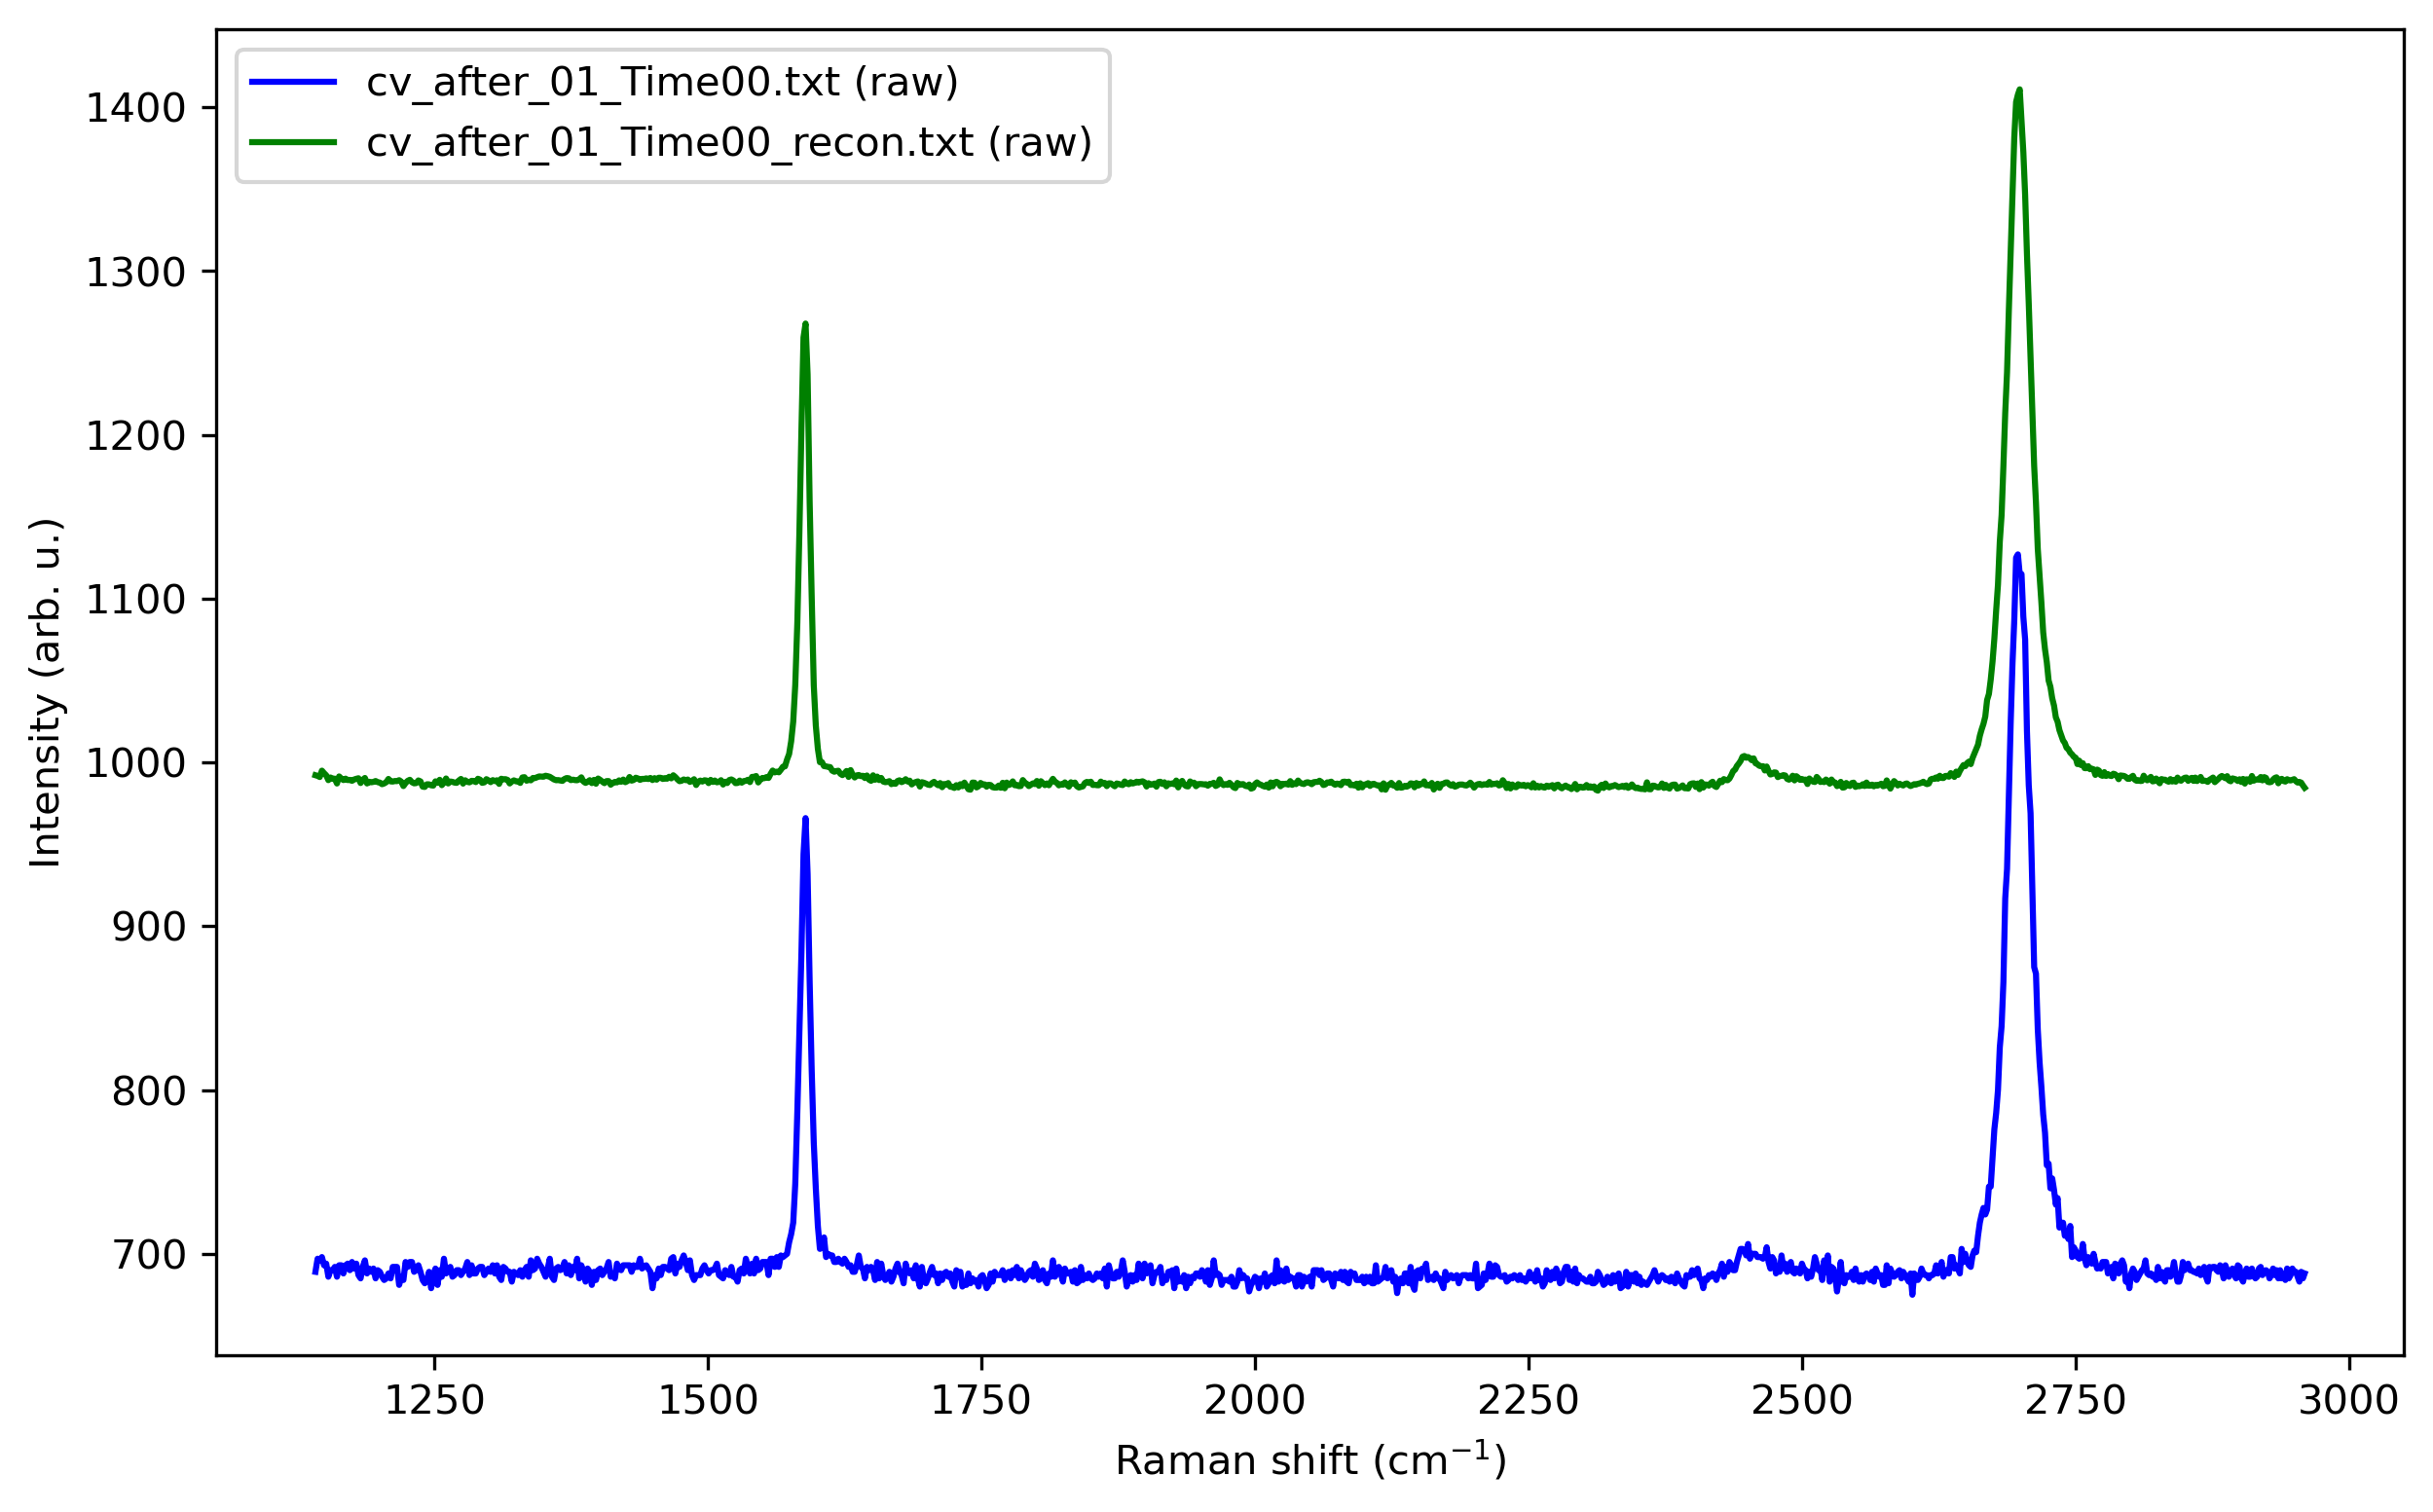 cv_after_01_Time00.txt (raw)
cv_after_01_Time00_recon.txt (raw)
1400
1300
1200
1100
1000
900
800
700
Intensity (arb. u.)
1250 1500 1750 2000 2250 2500 2750 3000
Raman shift (cm⁻¹)